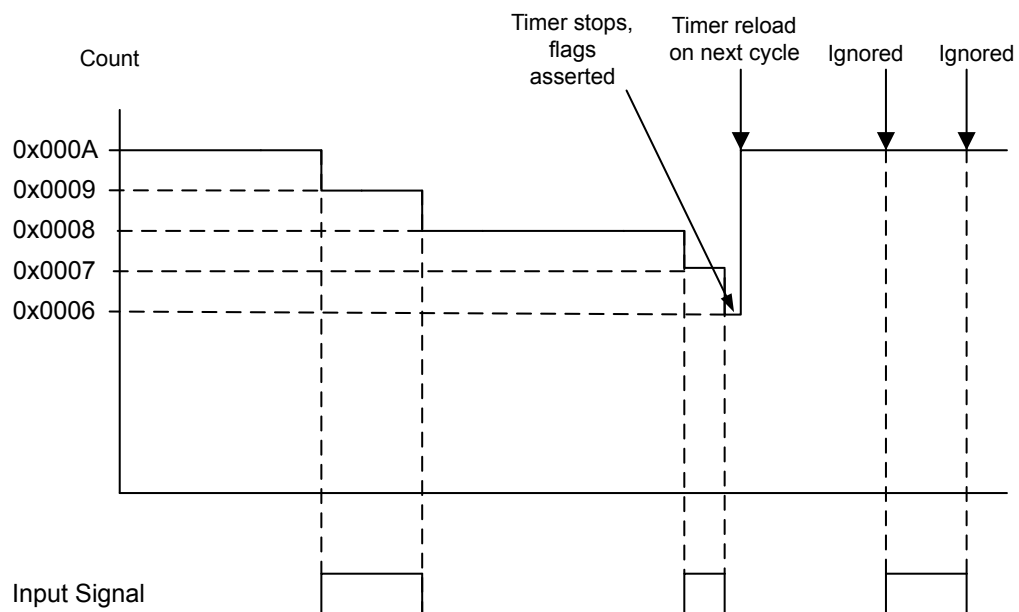 Timer stops,
flags
asserted
Timer reload
on next cycle
Ignored
Ignored
Count
0x000A
0x0009
0x0008
0x0007
0x0006
Input Signal